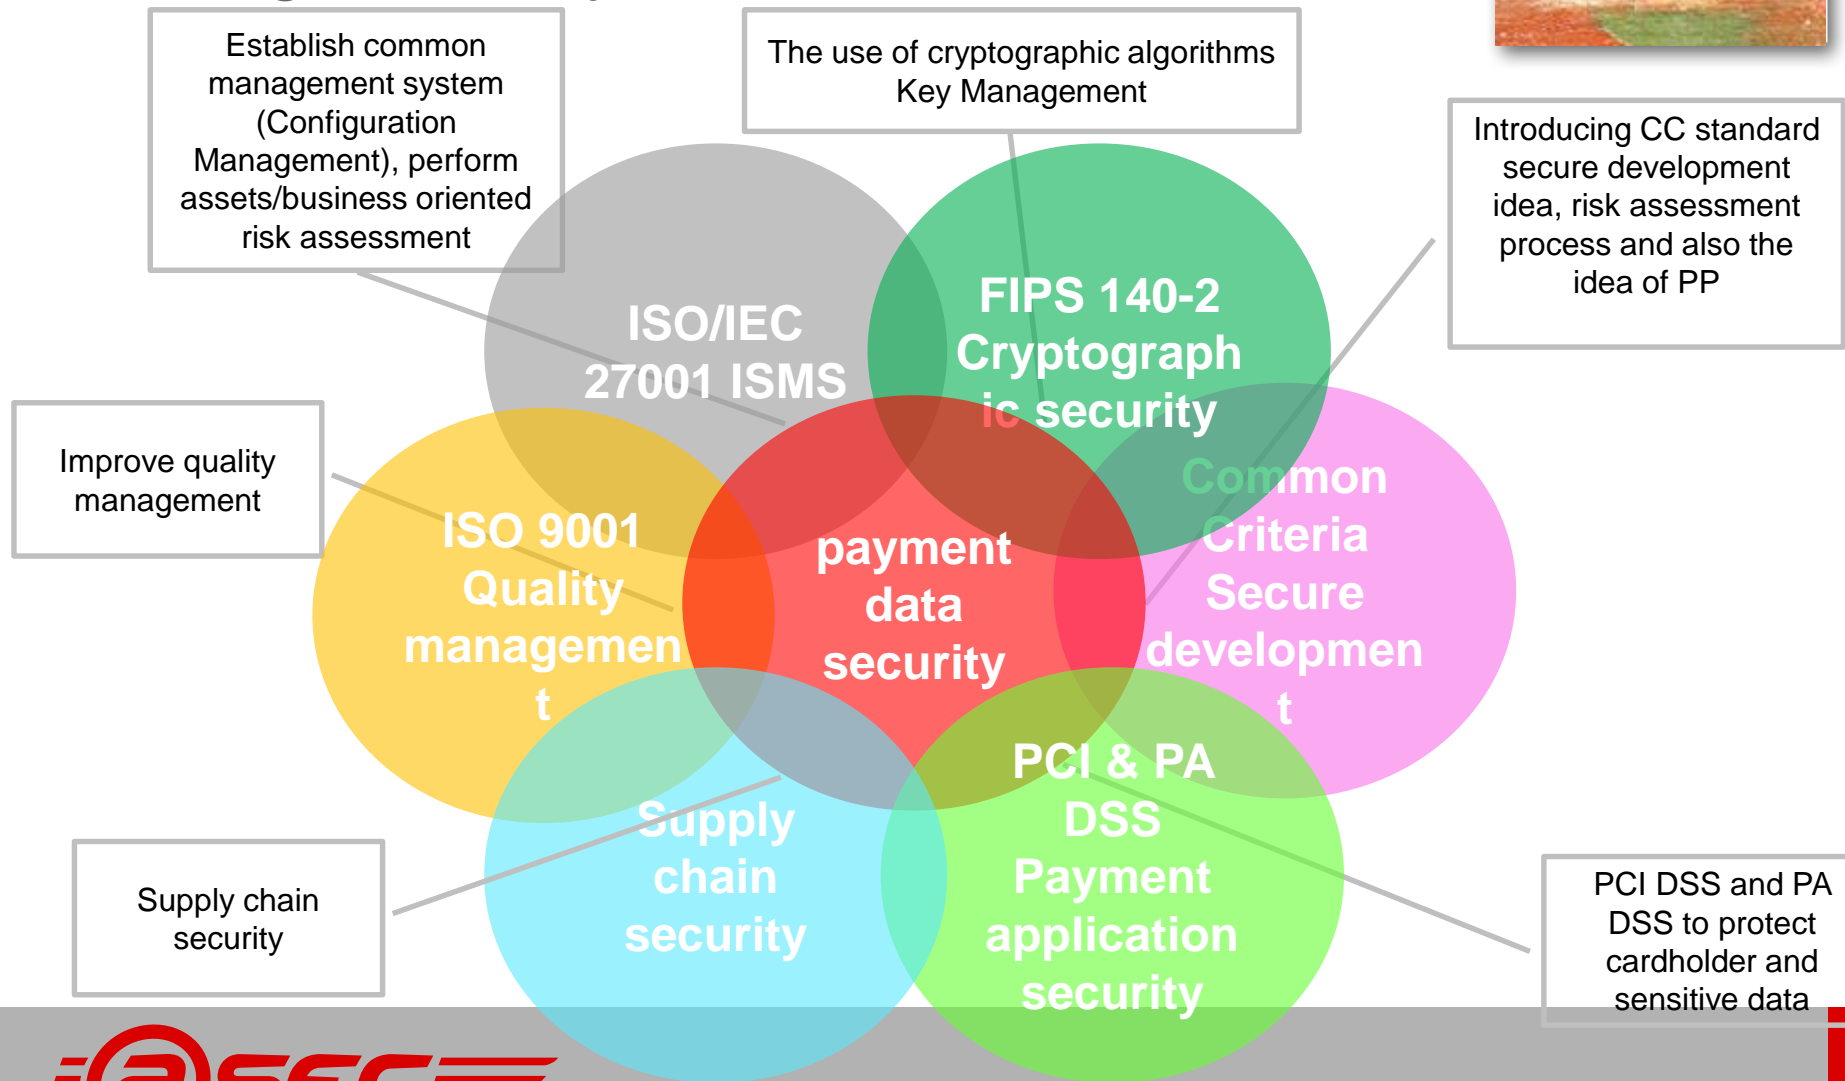 Establish common
management system
(Configuration
Management), perform
assets/business oriented
risk assessment
The use of cryptographic algorithms
Key Management
Introducing CC standard
secure development
idea, risk assessment
process and also the
idea of PP
ISO/IEC
27001 ISMS
FIPS 140-2
Cryptograph
ic security
Improve quality
management
ISO 9001
Quality
managemen
t
payment
data
security
Common
Criteria
Secure
developmen
t
Supply
chain
security
PCI & PA
DSS
Payment
application
security
Supply chain
security
PCI DSS and PA
DSS to protect
cardholder and
sensitive data